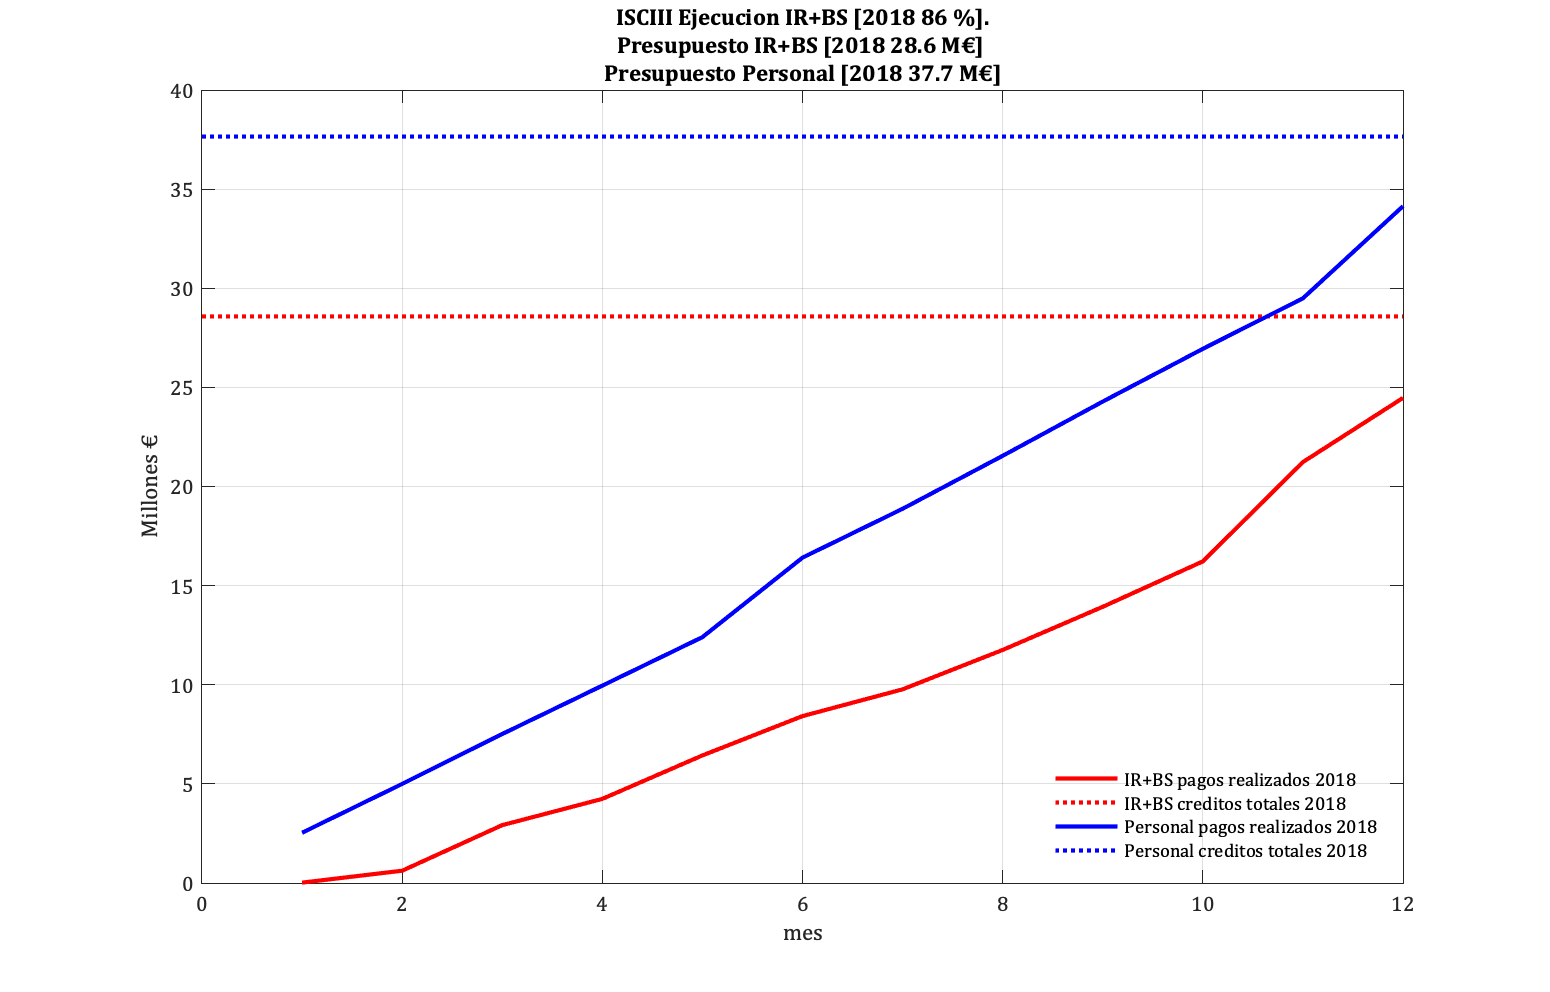 ISCIII Ejecucion IR+BS [2018 86 %].
Presupuesto IR+BS [2018 28.6 M€]
Presupuesto Personal [2018 37.7 M€]
40
35
30
25
20
15
10
5
0
Millones €
0 2 4 6 8 10 12
mes
IR+BS pagos realizados 2018
IR+BS creditos totales 2018
Personal pagos realizados 2018
Personal creditos totales 2018